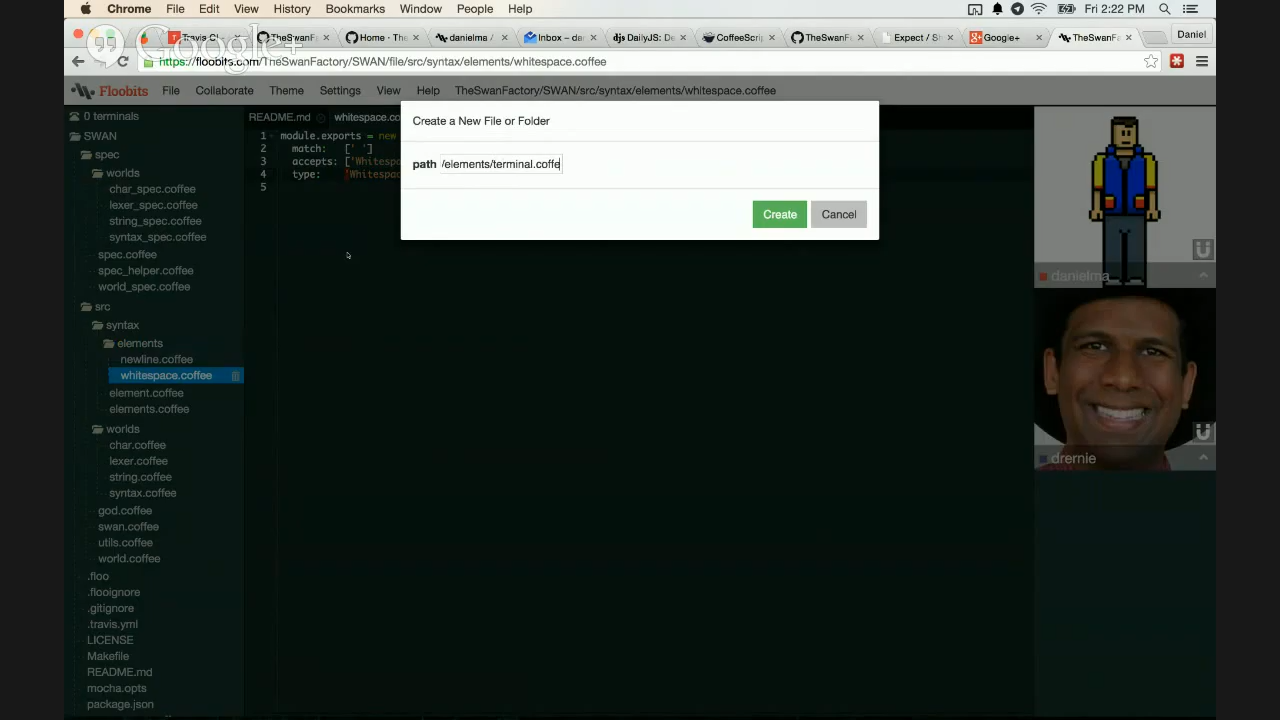 Chrome File Edit View History Bookmarks Window People Help Fri 2:22 PM
Google+
Travis CI TheSwanF Home · The danielma / Inbox – da DailyJS: De CoffeeScrip TheSwanF Expect / Sh Google+ TheSwanFa Daniel
https://floobits.com/TheSwanFactory/SWAN/file/src/syntax/elements/whitespace.coffee
Floobits File Collaborate Theme Settings View Help TheSwanFactory/SWAN/src/syntax/elements/whitespace.coffee
0 terminals
SWAN
spec
worlds
char_spec.coffee
lexer_spec.coffee
string_spec.coffee
syntax_spec.coffee
spec.coffee
spec_helper.coffee
world_spec.coffee
src
syntax
elements
newline.coffee
whitespace.coffee
element.coffee
elements.coffee
worlds
char.coffee
lexer.coffee
string.coffee
syntax.coffee
god.coffee
swan.coffee
utils.coffee
world.coffee
.floo
.flooignore
.gitignore
.travis.yml
LICENSE
Makefile
README.md
mocha.opts
package.json
README.md whitespace.co
1 module.exports = new
2 match: [' ']
3 accepts: ['Whitespa
4 type: 'Whitespac
5
Create a New File or Folder
path /elements/terminal.coffe
Create Cancel
danielma
drernie